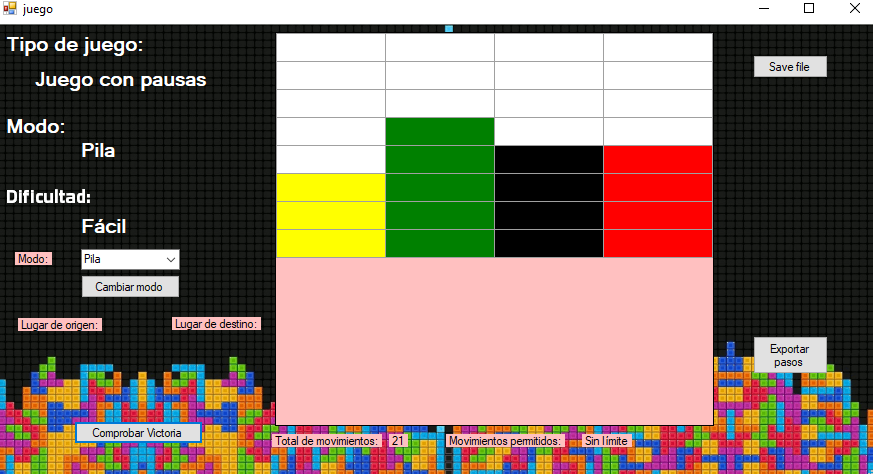 juego
Tipo de juego:
Juego con pausas
Modo:
Pila
Dificultad:
Fácil
Modo:
Pila
Cambiar modo
Lugar de origen:
Lugar de destino:
Comprobar Victoria
Total de movimientos:
21
Movimientos permitidos:
Sin límite
Save file
Exportar
pasos